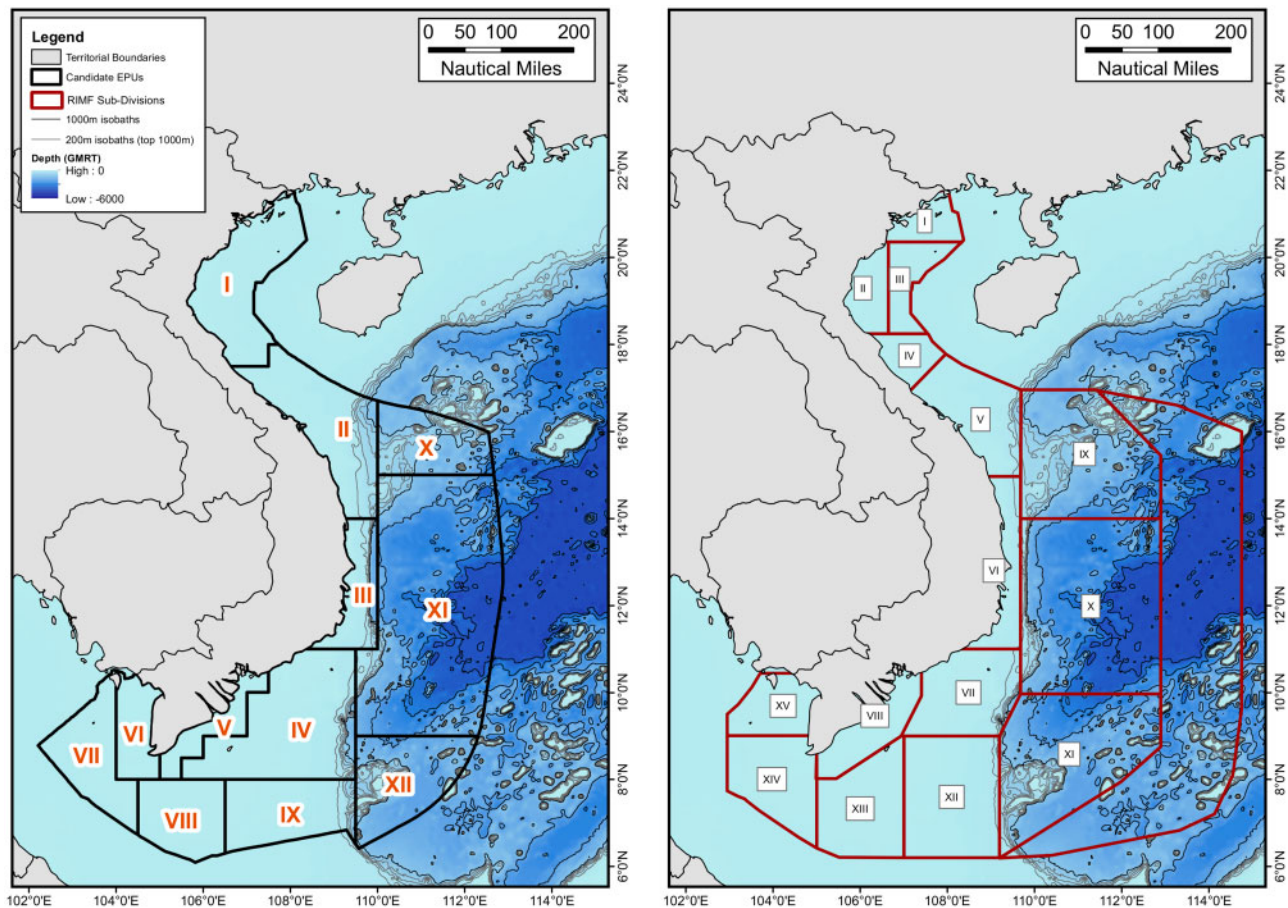 Legend
Territorial Boundaries
Candidate EPUs
RIMF Sub-Divisions
1000m isobaths
200m isobaths (top 1000m)
Depth (GMRT)
High : 0
Low : -6000
0 50 100 200
Nautical Miles
I
II
X
III
XI
V
IV
VI
VII
XII
VIII
IX
24°0'N
22°0'N
20°0'N
18°0'N
16°0'N
14°0'N
12°0'N
10°0'N
8°0'N
6°0'N
102°0'E 104°0'E 106°0'E 108°0'E 110°0'E 112°0'E 114°0'E
0 50 100 200
Nautical Miles
I
III
II
IV
V
IX
VI
X
VII
XV
VIII
XI
XIV
XII
XIII
24°0'N
22°0'N
20°0'N
18°0'N
16°0'N
14°0'N
12°0'N
10°0'N
8°0'N
6°0'N
102°0'E 104°0'E 106°0'E 108°0'E 110°0'E 112°0'E 114°0'E